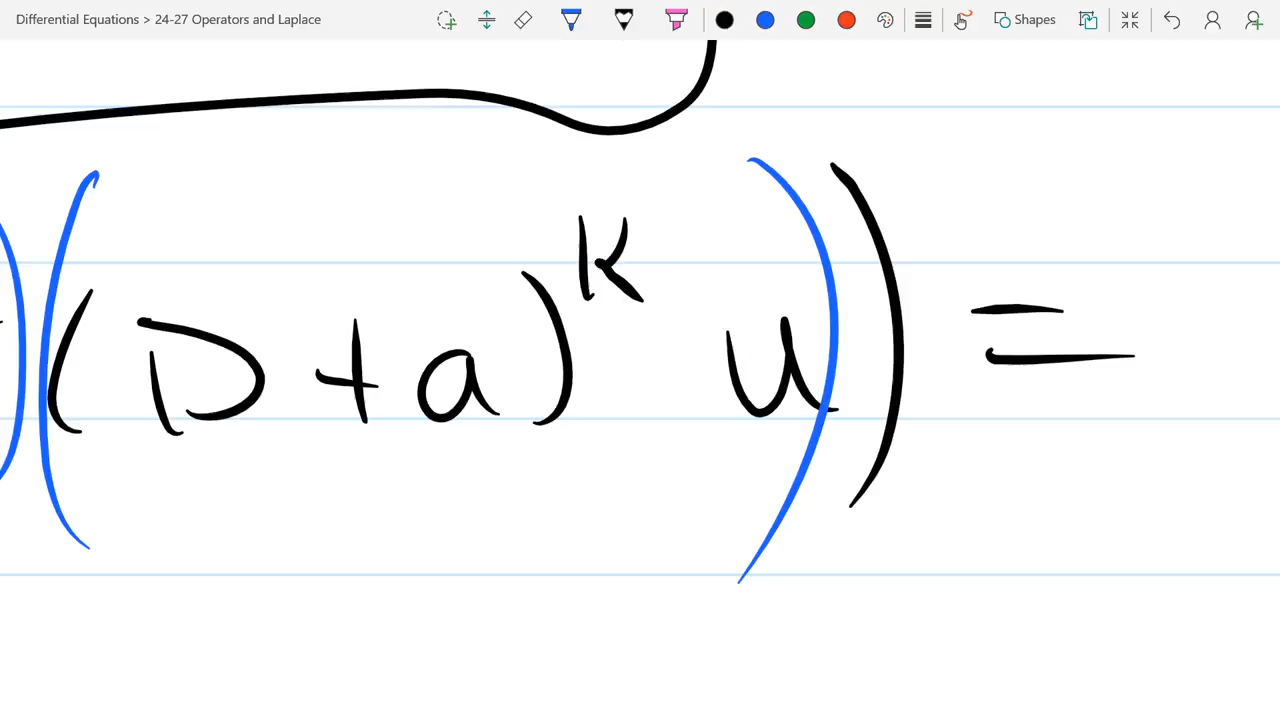 Differential Equations > 24-27 Operators and Laplace
Shapes
) ( (D+a)^k u ) ) =